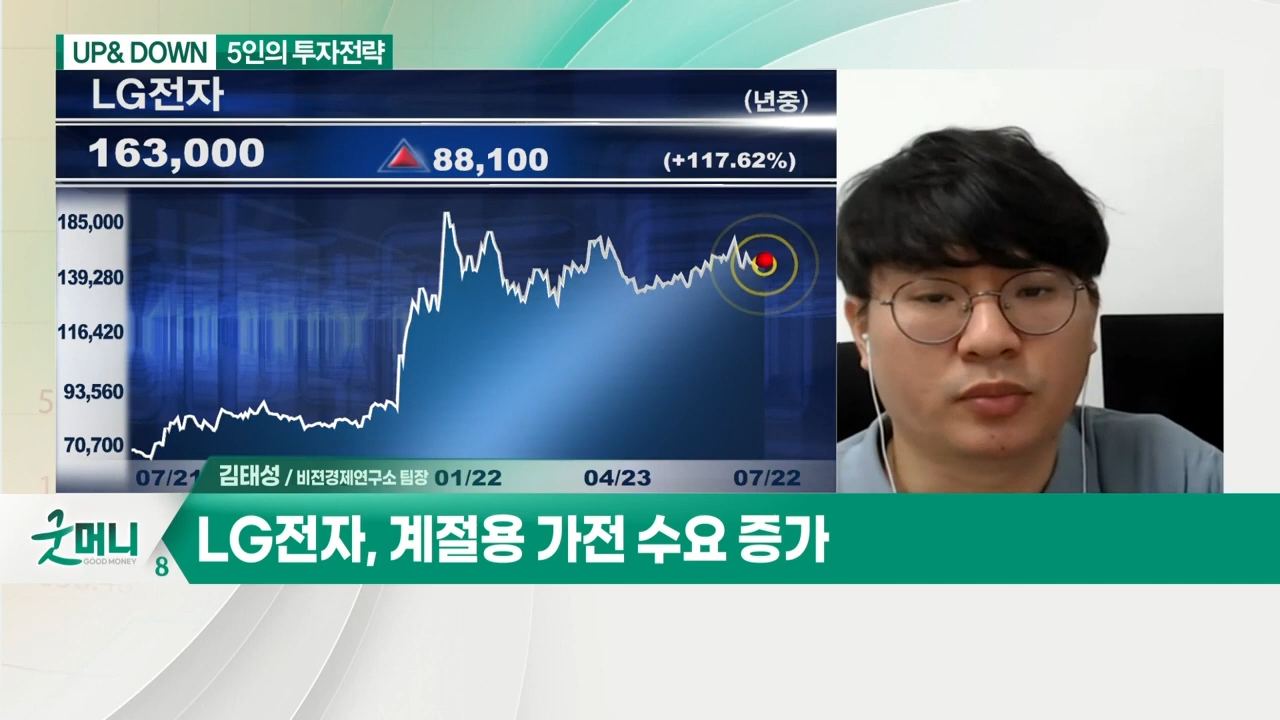 UP& DOWN 5인의 투자전략
LG전자 (년중)
163,000 ▲ 88,100 (+117.62%)
185,000
139,280
116,420
93,560
70,700
07/21 01/22 04/23 07/22
김태성 / 비전경제연구소 팀장
굿머니
GOOD MONEY
8
LG전자, 계절용 가전 수요 증가